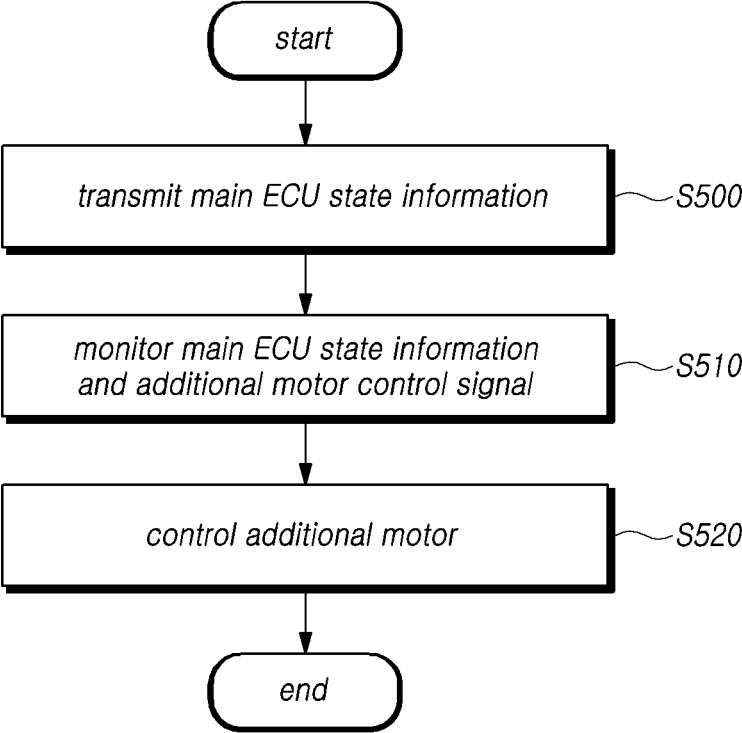 start
transmit main ECU state information
S500
monitor main ECU state information
and additional motor control signal
S510
control additional motor
S520
end